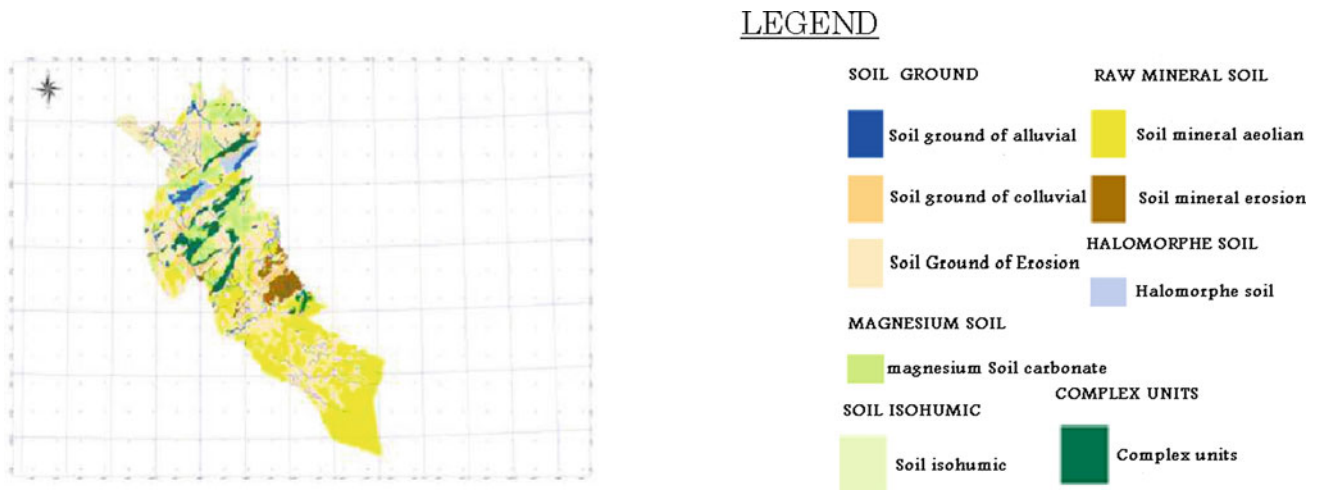 LEGEND
SOIL GROUND
Soil ground of alluvial
Soil ground of colluvial
Soil Ground of Erosion
MAGNESIUM SOIL
magnesium Soil carbonate
SOIL ISOHUMIC
Soil isohumic
RAW MINERAL SOIL
Soil mineral aeolian
Soil mineral erosion
HALOMORPHE SOIL
Halomorphe soil
COMPLEX UNITS
Complex units